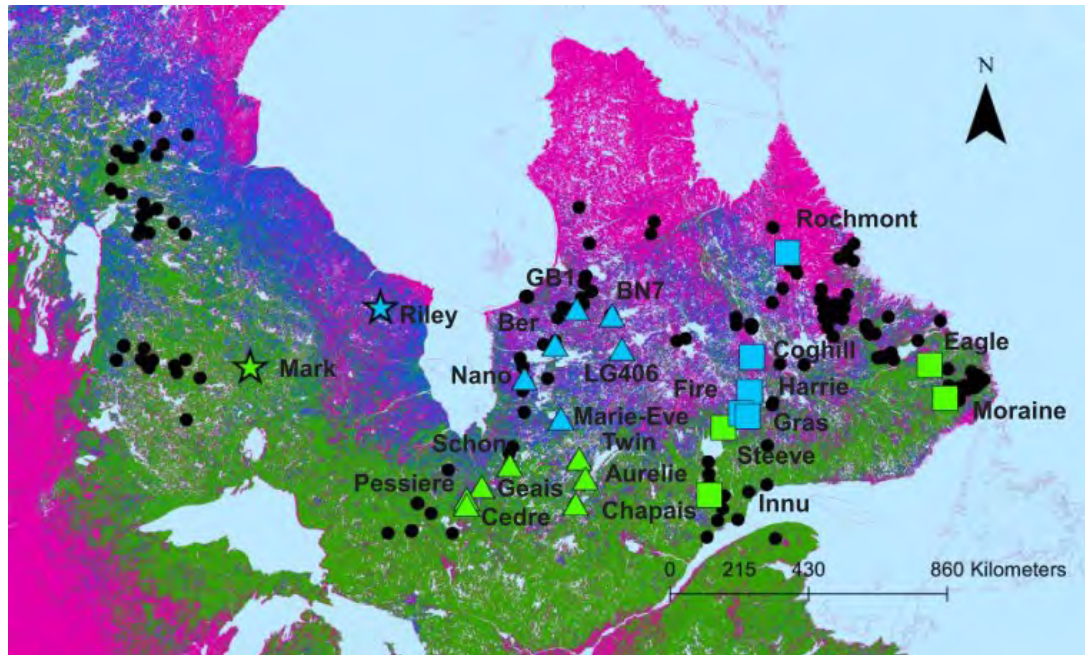 N
Rochmont
GB1
BN7
Ber
Riley
Eagle
Coghill
Mark
Nano
LG406
Fire
Harrie
Moraine
Marie-Eve
Gras
Schon
Twin
Steeve
Pessiere
Geais
Aurelie
Innu
Cedre
Chapais
0 215 430 860 Kilometers